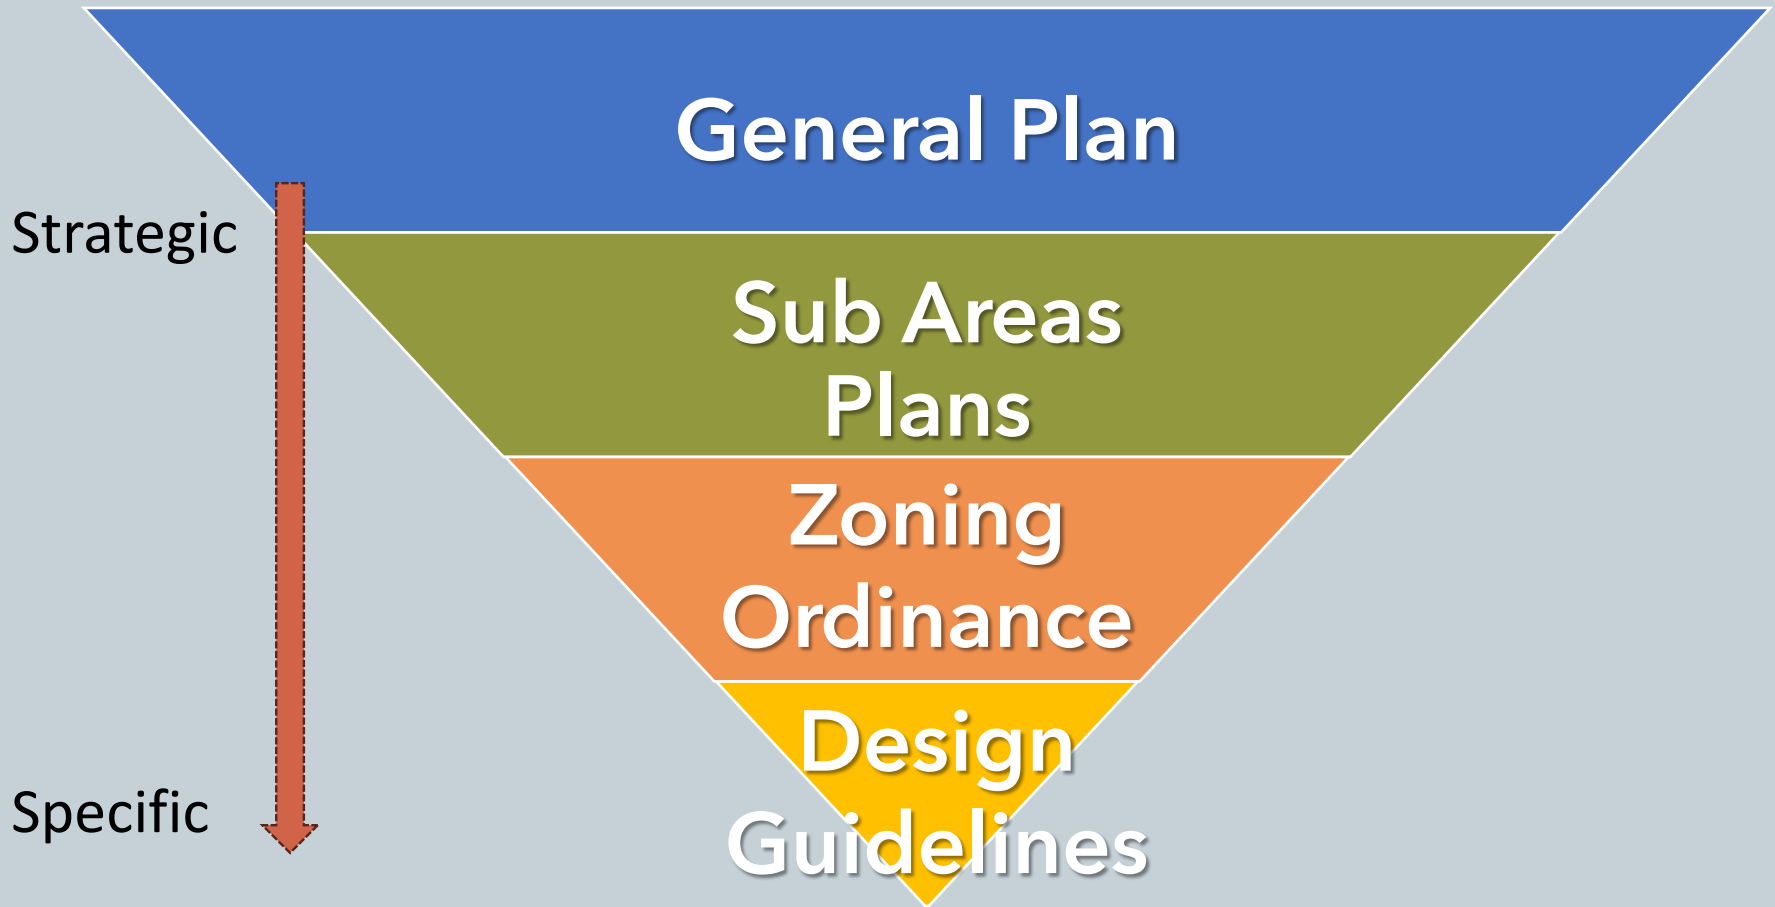 General Plan
Strategic
Sub Areas
Plans
Zoning
Ordinance
Design
Specific
Guidelines